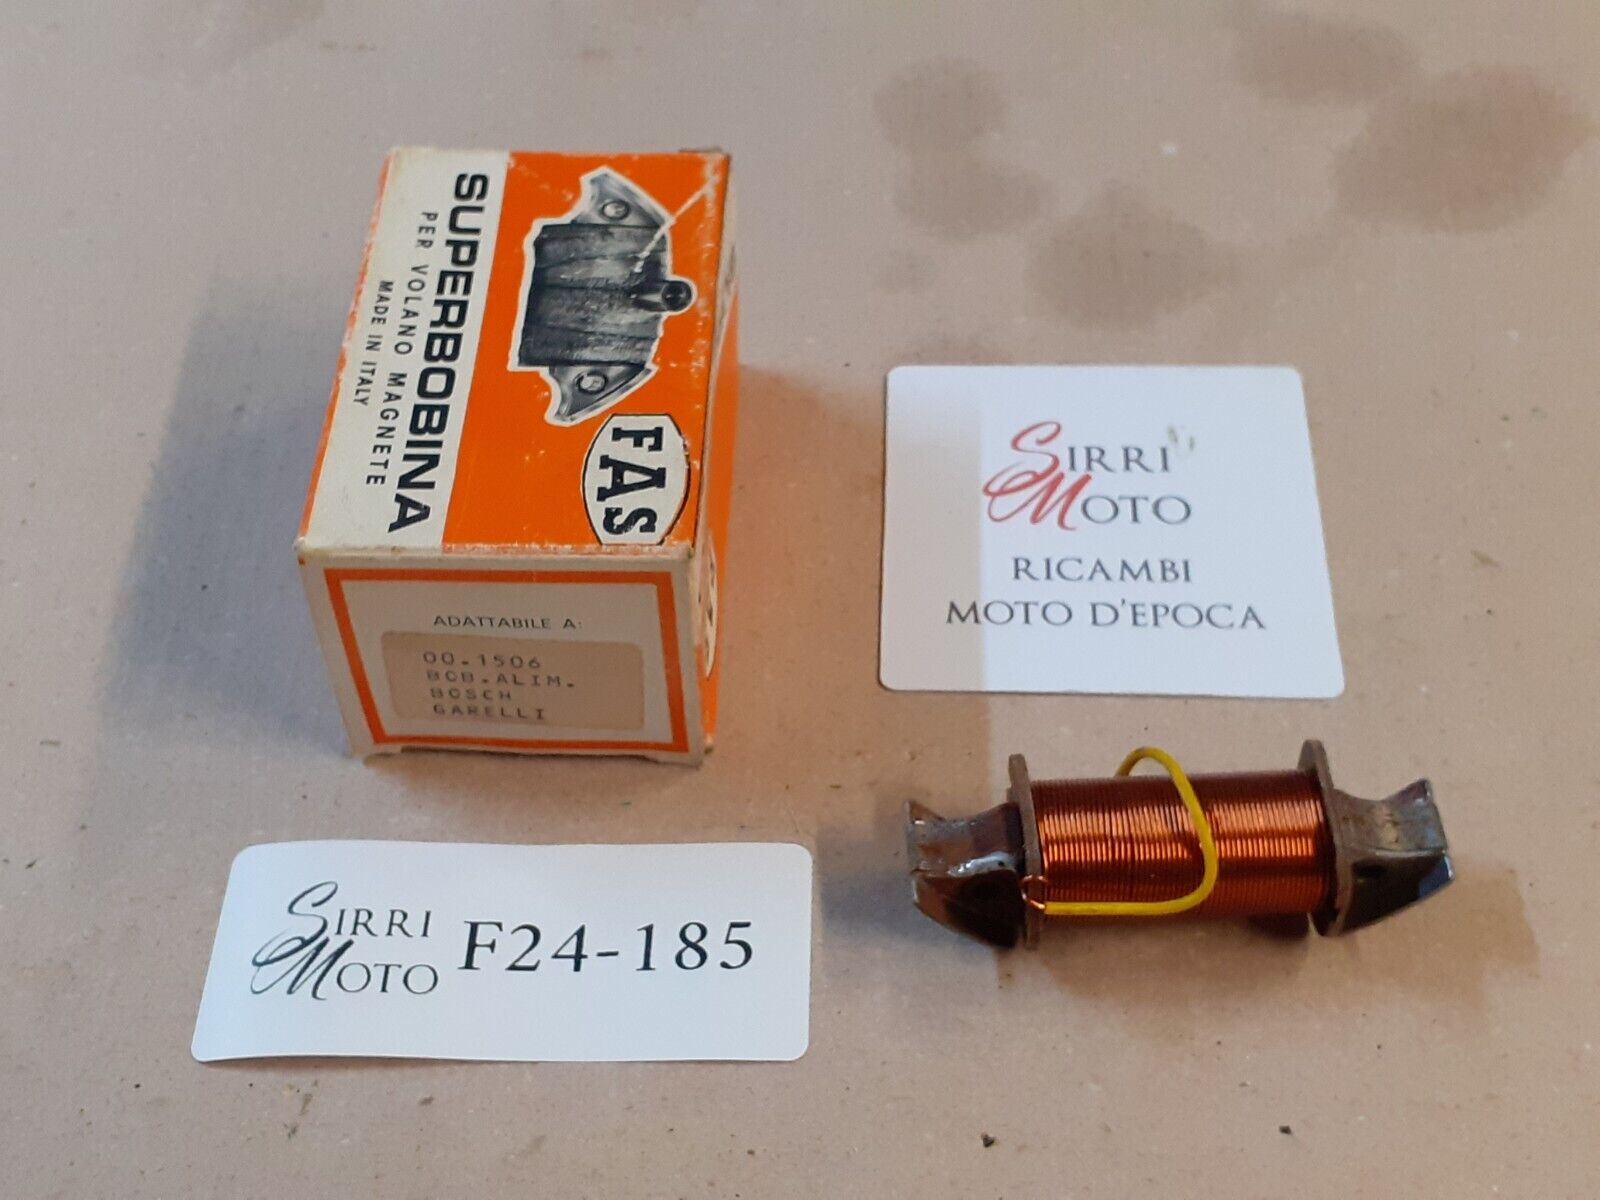 SUPERBOBINA
PER VOLANO MAGNETE
MADE IN ITALY
FAS
ADATTABILE A:
00.1506
BOB.ALIM.
BOSCH
GARELLI
SIRRI
MOTO
RICAMBI
MOTO D'EPOCA
SIRRI
MOTO
F24-185